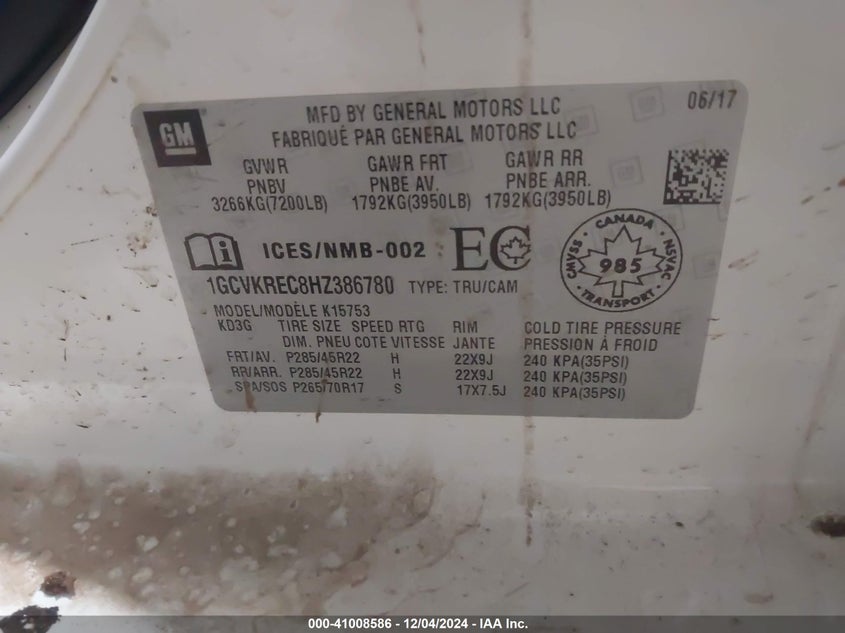 GM
MFD BY GENERAL MOTORS LLC
06/17
FABRIQUÉ PAR GENERAL MOTORS LLC
GVWR GAWR FRT GAWR RR
PNBV PNBE AV. PNBE ARR.
3266KG(7200LB) 1792KG(3950LB) 1792KG(3950LB)
ICES/NMB-002 EC
CANADA
CMVSS 985 NSVAC
TRANSPORT
1GCVKREC8HZ386780 TYPE: TRU/CAM
MODEL/MODÈLE K15753
KD3G TIRE SIZE SPEED RTG RIM COLD TIRE PRESSURE
DIM. PNEU COTE VITESSE JANTE PRESSION À FROID
FRT/AV. P285/45R22 H 22X9J 240 KPA(35PSI)
RR/ARR. P285/45R22 H 22X9J 240 KPA(35PSI)
SPA/SOS P265/70R17 S 17X7.5J 240 KPA(35PSI)
000-41008586 - 12/04/2024 - IAA Inc.